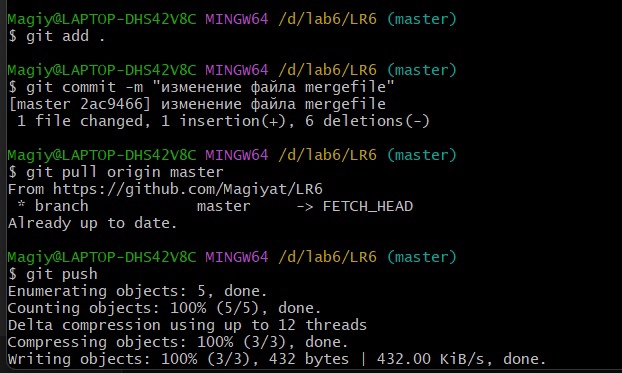 Magiy@LAPTOP-DHS42V8C MINGW64 /d/lab6/LR6 (master)
$ git add .
Magiy@LAPTOP-DHS42V8C MINGW64 /d/lab6/LR6 (master)
$ git commit -m "изменение файла mergefile"
[master 2ac9466] изменение файла mergefile
1 file changed, 1 insertion(+), 6 deletions(-)
Magiy@LAPTOP-DHS42V8C MINGW64 /d/lab6/LR6 (master)
$ git pull origin master
From https://github.com/Magiyat/LR6
* branch master -> FETCH_HEAD
Already up to date.
Magiy@LAPTOP-DHS42V8C MINGW64 /d/lab6/LR6 (master)
$ git push
Enumerating objects: 5, done.
Counting objects: 100% (5/5), done.
Delta compression using up to 12 threads
Compressing objects: 100% (3/3), done.
Writing objects: 100% (3/3), 432 bytes | 432.00 KiB/s, done.